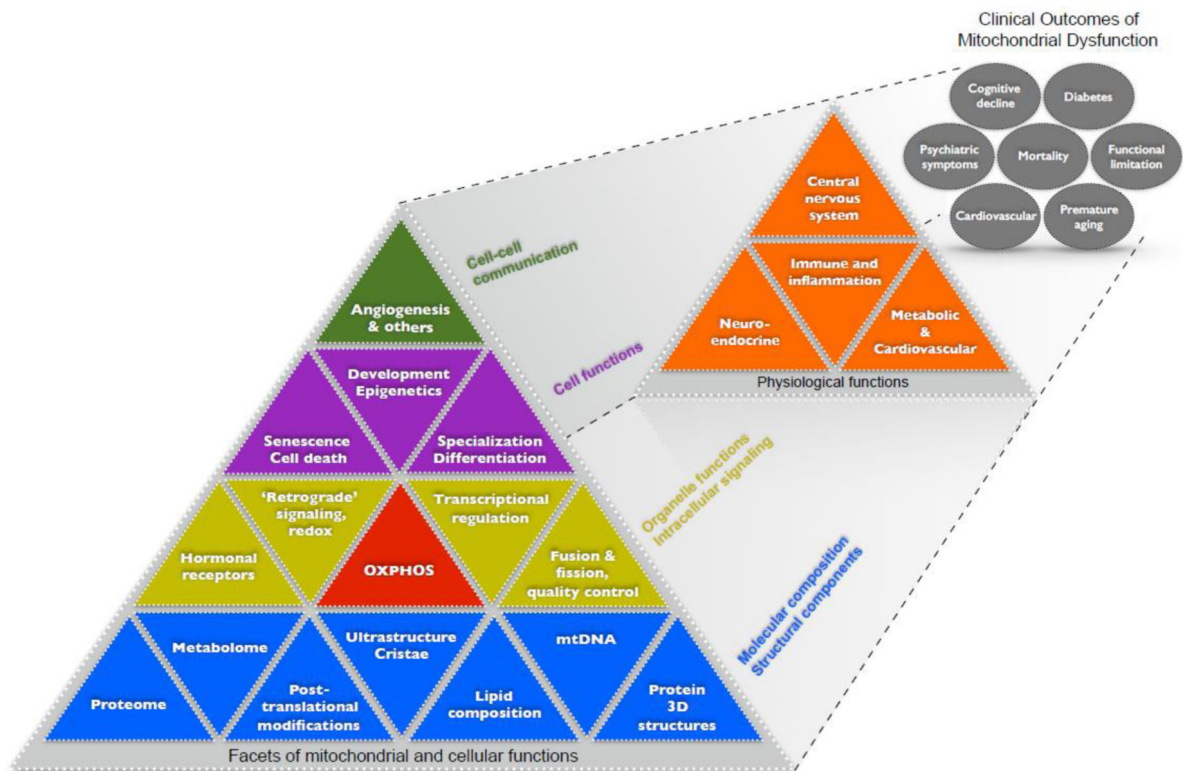 Clinical Outcomes of
Mitochondrial Dysfunction
Cognitive
decline
Diabetes
Psychiatric
symptoms
Mortality
Functional
limitation
Cardiovascular
Premature
aging
Central
nervous
system
Immune and
inflammation
Neuro-
endocrine
Metabolic
&
Cardiovascular
Physiological functions
Cell-cell
communication
Cell functions
Organelle functions
Intracellular signaling
Molecular composition
Structural components
Angiogenesis
& others
Development
Epigenetics
Senescence
Cell death
Specialization
Differentiation
'Retrograde'
signaling,
redox
Transcriptional
regulation
Hormonal
receptors
OXPHOS
Fusion &
fission,
quality control
Metabolome
Ultrastructure
Cristae
mtDNA
Proteome
Post-
translational
modifications
Lipid
composition
Protein
3D
structures
Facets of mitochondrial and cellular functions